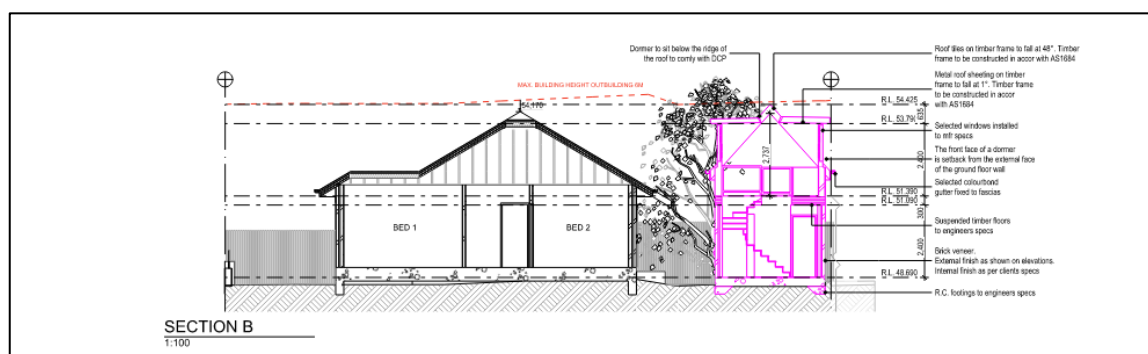 Dormer to sit below the ridge of
the roof to comply with DCP
Roof tiles on timber frame to fall at 48°. Timber
frame to be constructed in accor with AS1684
Metal roof sheeting on timber
frame to fall at 1°. Timber frame
to be constructed in accor
with AS1684
MAX. BUILDING HEIGHT OUTBUILDING 6M
54,170
R.L. 54.425
635
R.L. 53.790
Selected windows installed
to mfr specs
2,737
2,400
The front face of a dormer
is setback from the external face
of the ground floor wall
Selected colourbond
gutter fixed to fascias
R.L. 51.390
R.L. 51.090
300
Suspended timber floors
to engineers specs
BED 1
BED 2
2,400
Brick veneer.
External finish as shown on elevations.
Internal finish as per clients specs
R.L. 48.690
R.C. footings to engineers specs
SECTION B
1:100